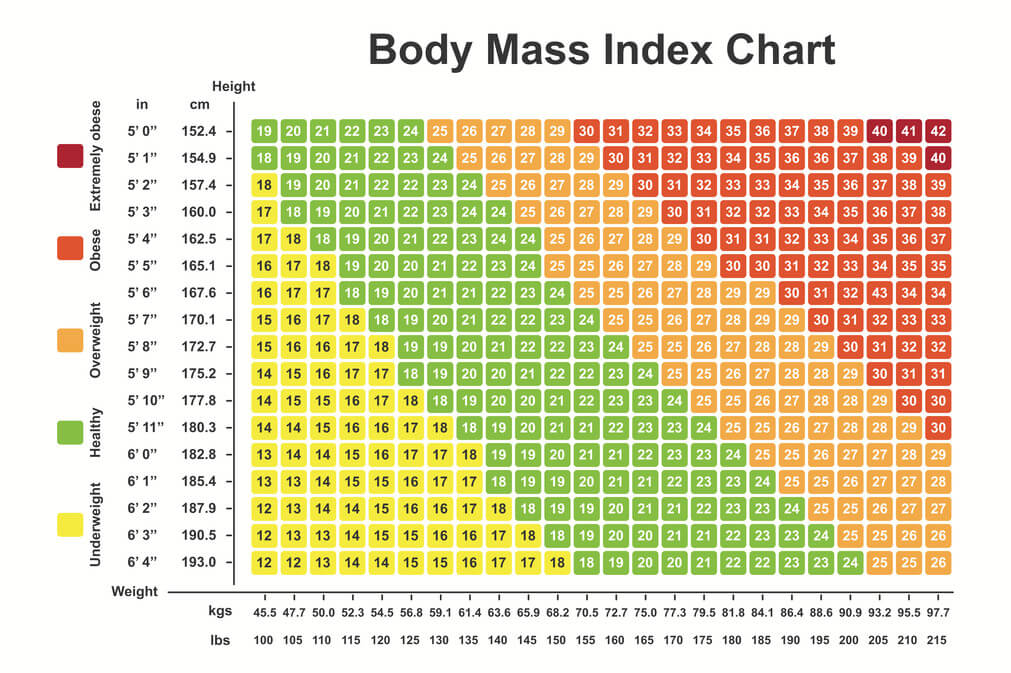 Body Mass Index Chart
Height
in cm
Extremely obese
Obese
Overweight
Healthy
Underweight
5’ 0” 152.4 19 20 21 22 23 24 25 26 27 28 29 30 31 32 33 34 35 36 37 38 39 40 41 42
5’ 1” 154.9 18 19 20 21 22 23 24 25 26 27 28 29 30 31 32 33 34 35 36 36 37 38 39 40
5’ 2” 157.4 18 19 20 21 22 22 23 24 25 26 27 28 29 30 31 32 33 33 34 35 36 37 38 39
5’ 3” 160.0 17 18 19 20 21 22 23 24 24 25 26 27 28 29 30 31 32 32 33 34 35 36 37 38
5’ 4” 162.5 17 18 18 19 20 21 22 23 24 24 25 26 27 28 29 30 31 31 32 33 34 35 36 37
5’ 5” 165.1 16 17 18 19 20 20 21 22 23 24 25 25 26 27 28 29 30 30 31 32 33 34 35 35
5’ 6” 167.6 16 17 17 18 19 20 21 21 22 23 24 25 25 26 27 28 29 29 30 31 32 43 34 34
5’ 7” 170.1 15 16 17 18 18 19 20 21 22 22 23 24 25 25 26 27 28 29 29 30 31 32 33 33
5’ 8” 172.7 15 16 16 17 18 19 19 20 21 22 22 23 24 25 25 26 27 28 28 29 30 31 32 32
5’ 9” 175.2 14 15 16 17 17 18 19 20 20 21 22 22 23 24 25 25 26 27 28 28 29 30 31 31
5’ 10” 177.8 14 15 15 16 17 18 18 19 20 20 21 22 23 23 24 25 25 26 27 28 28 29 30 30
5’ 11” 180.3 14 14 15 16 16 17 18 18 19 20 21 21 22 23 23 24 25 25 26 27 28 28 29 30
6’ 0” 182.8 13 14 14 15 16 17 17 18 19 19 20 21 21 22 23 23 24 25 25 26 27 27 28 29
6’ 1” 185.4 13 13 14 15 16 16 17 17 18 19 19 20 21 21 22 23 23 24 25 25 26 27 27 28
6’ 2” 187.9 12 13 14 14 15 16 16 17 18 18 19 19 20 21 21 22 23 23 24 25 25 26 27 27
6’ 3” 190.5 12 13 13 14 15 15 16 16 17 18 18 19 20 20 21 21 22 23 23 24 25 25 26 26
6’ 4” 193.0 12 12 13 14 14 15 15 16 17 17 18 18 19 20 20 21 22 22 23 23 24 25 25 26
Weight
kgs 45.5 47.7 50.0 52.3 54.5 56.8 59.1 61.4 63.6 65.9 68.2 70.5 72.7 75.0 77.3 79.5 81.8 84.1 86.4 88.6 90.9 93.2 95.5 97.7
lbs 100 105 110 115 120 125 130 135 140 145 150 155 160 165 170 175 180 185 190 195 200 205 210 215